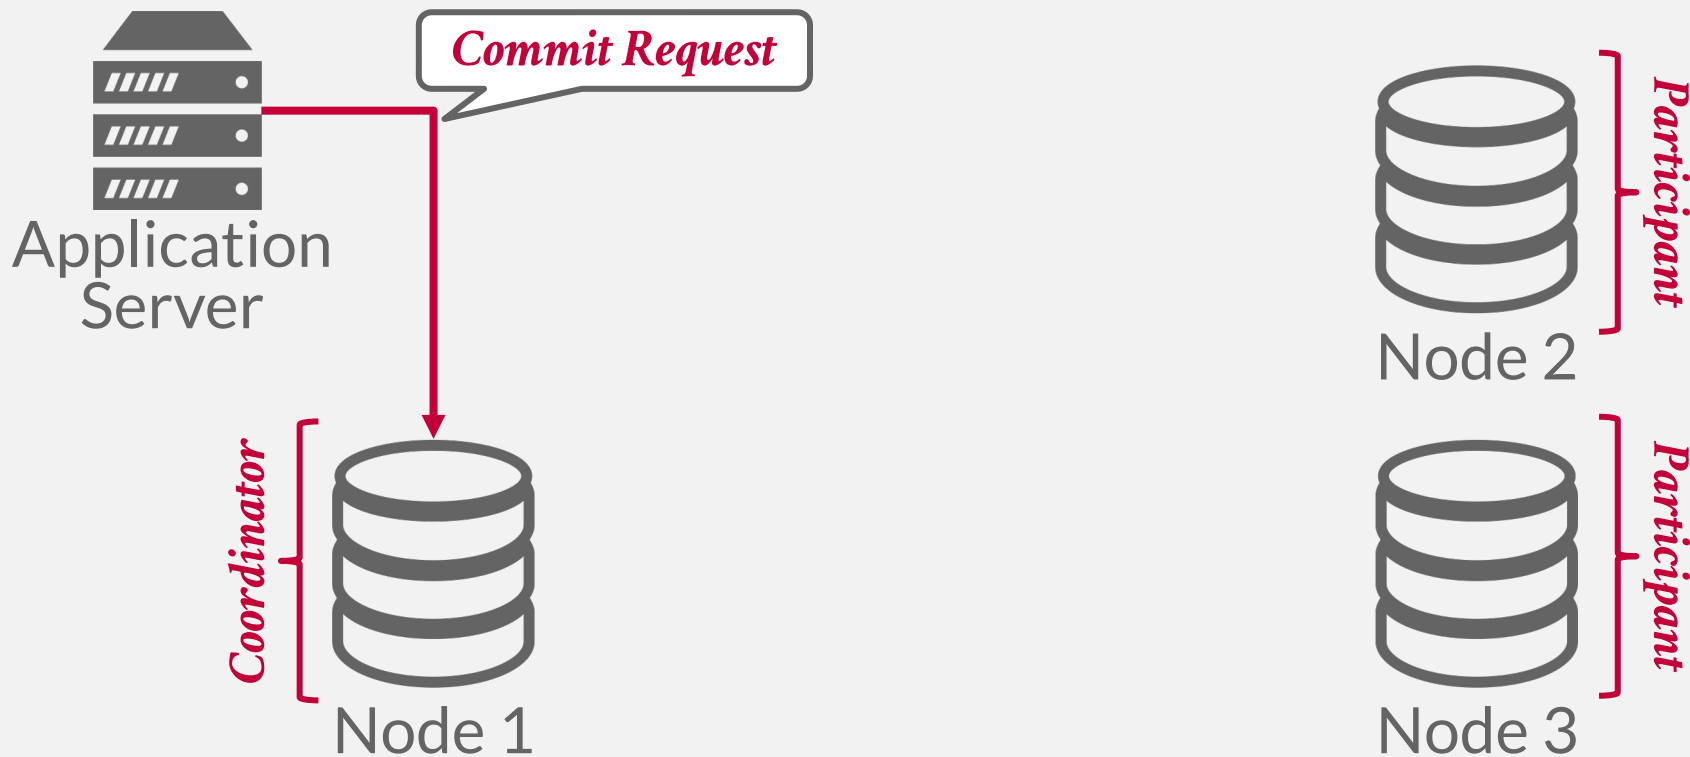 Commit Request
Application
Server
Participant
Node 2
Coordinator
Node 1
Participant
Node 3